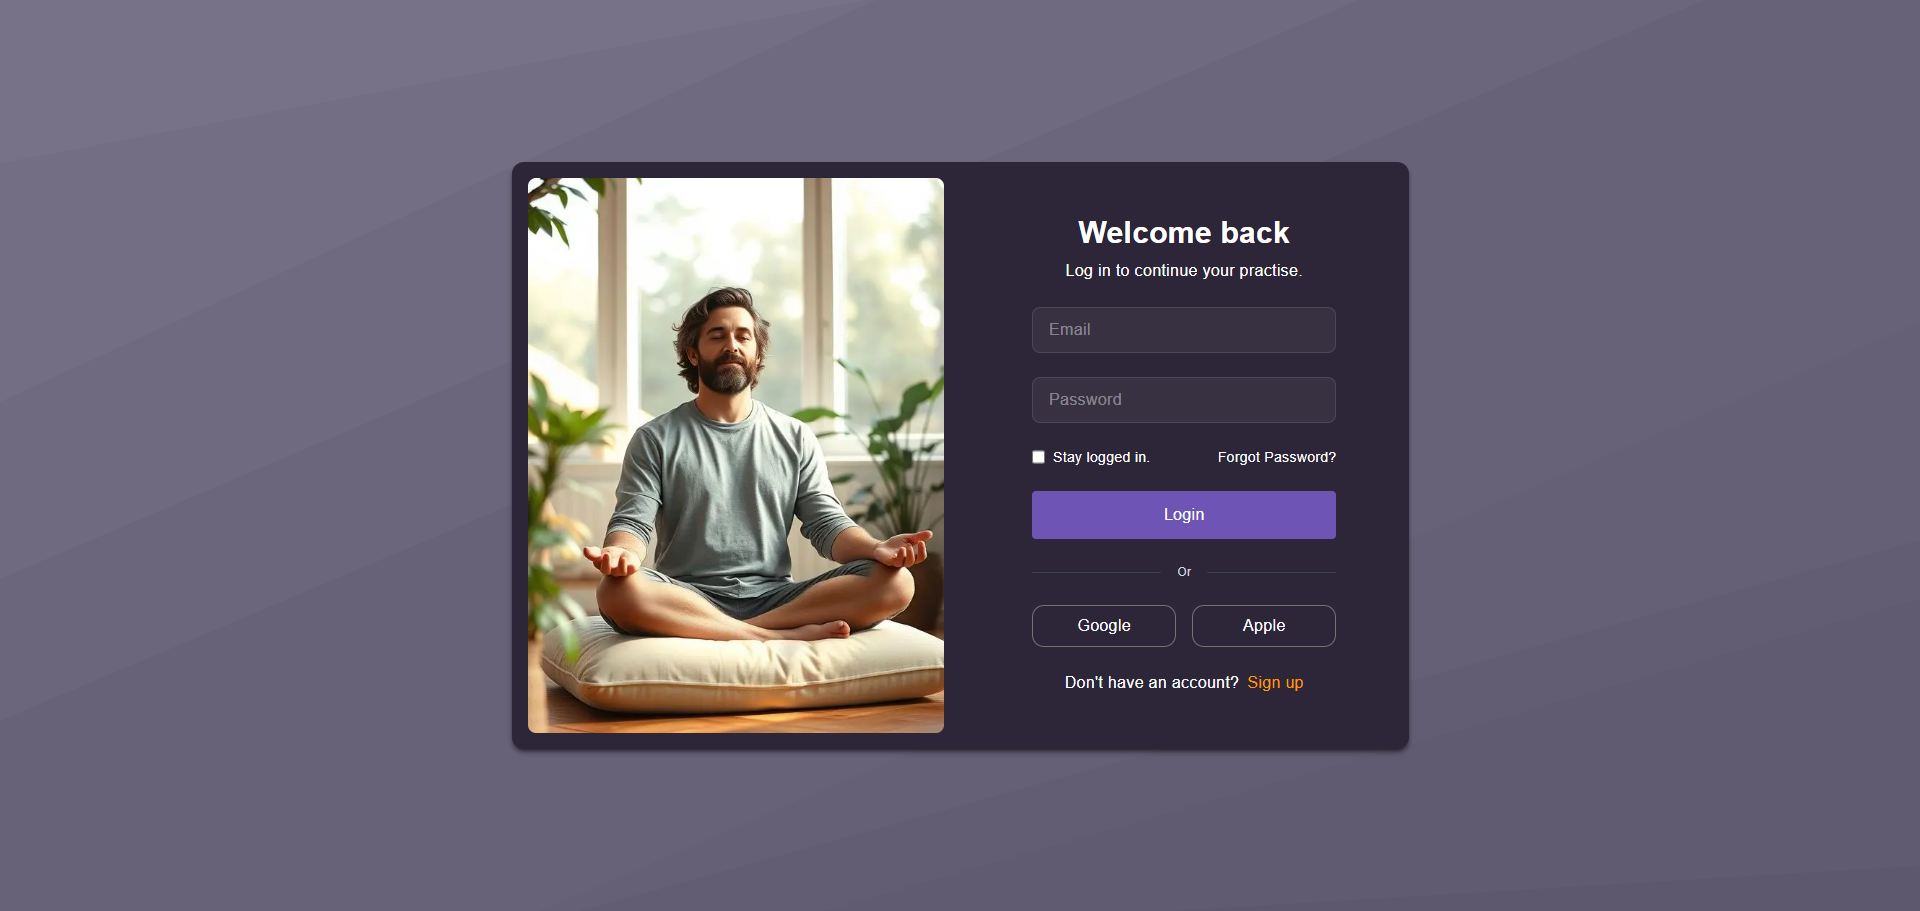 Welcome back
Log in to continue your practise.
Email
Password
Stay logged in. Forgot Password?
Login
Or
Google Apple
Don't have an account? Sign up